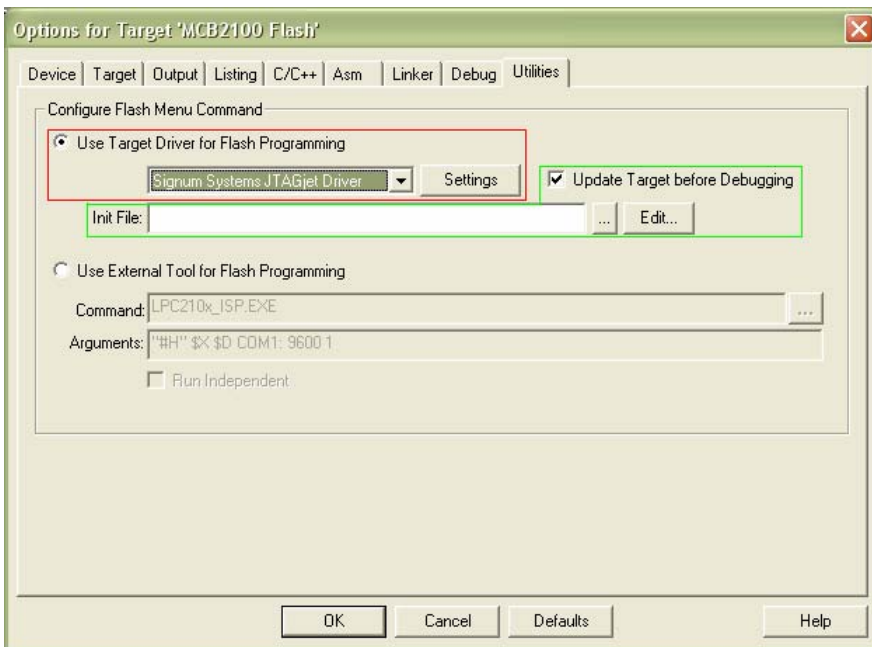 Options for Target 'MCB2100 Flash'
Device Target Output Listing C/C++ Asm Linker Debug Utilities
Configure Flash Menu Command
Use Target Driver for Flash Programming
Signum Systems JTAGjet Driver Settings Update Target before Debugging
Init File: ... Edit...
Use External Tool for Flash Programming
Command: LPC210x_ISP.EXE ...
Arguments: "#H" $X $D COM1: 9600 1
Run Independent
OK Cancel Defaults Help